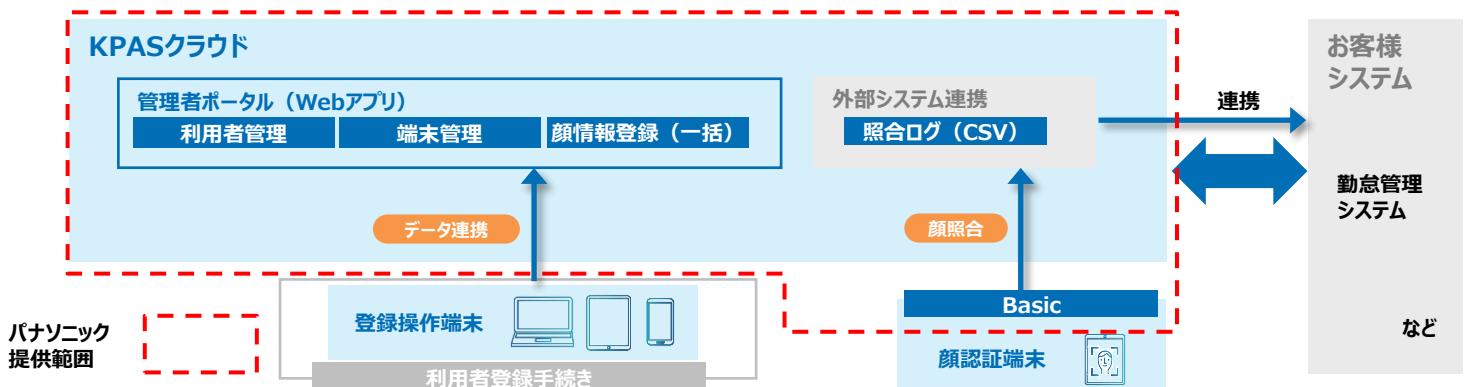 KPASクラウド
管理者ポータル（Webアプリ）
利用者管理
端末管理
顔情報登録（一括）
外部システム連携
照合ログ（CSV）
連携
お客様
システム
勤怠管理
システム
など
データ連携
顔照合
登録操作端末
利用者登録手続き
Basic
顔認証端末
パナソニック
提供範囲